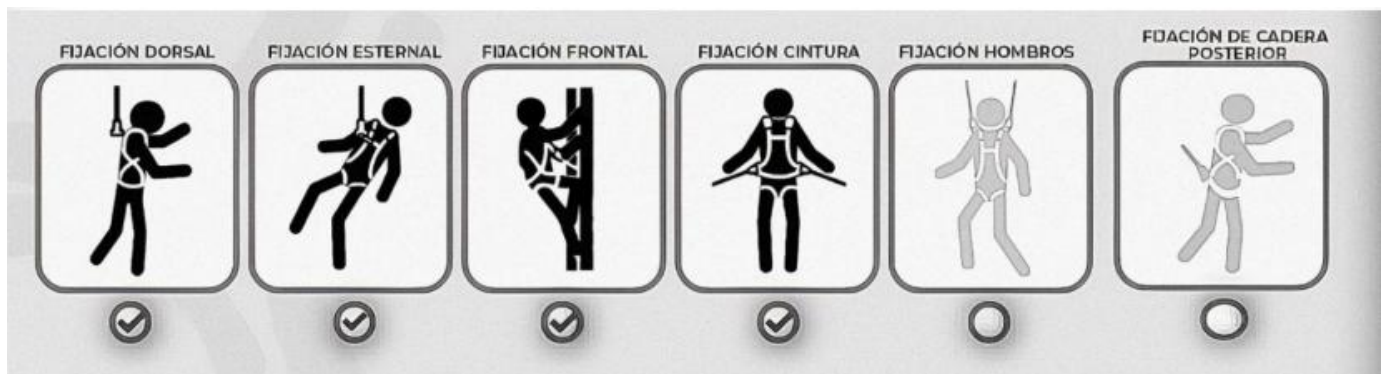 FIJACIÓN DORSAL
FIJACIÓN ESTERNAL
FIJACIÓN FRONTAL
FIJACIÓN CINTURA
FIJACIÓN HOMBROS
FIJACIÓN DE CADERA
POSTERIOR